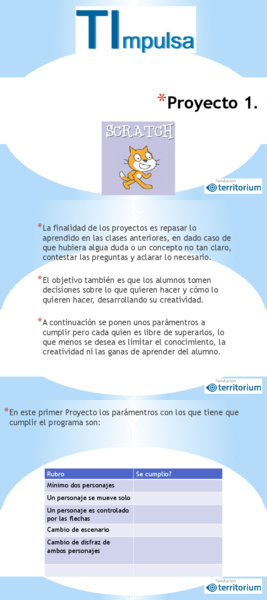 TImpulsa
*Proyecto 1.
SCRATCH
Fundación
territorium
*La finalidad de los proyectos es repasar lo
aprendido en las clases anteriores, en dado caso de
que hubiera algua duda o un concepto no tan claro,
contestar las preguntas y aclarar lo necesario.
*El objetivo también es que los alumnos tomen
decisiones sobre lo que quieren hacer y cómo lo
quieren hacer, desarrollando su creatividad.
*A continuación se ponen unos parámentros a
cumplir pero cada quien es libre de superarlos, lo
que menos se desea es limitar el conocimiento, la
creatividad ni las ganas de aprender del alumno.
Fundación
territorium
*En este primer Proyecto los parámentros con los que tiene que
cumplir el programa son:
Rubro Se cumplio?
Mínimo dos personajes
Un personaje se mueve solo
Un personaje es controlado
por las flechas
Cambio de escenario
Cambio de disfraz de
ambos personajes
Fundación
territorium